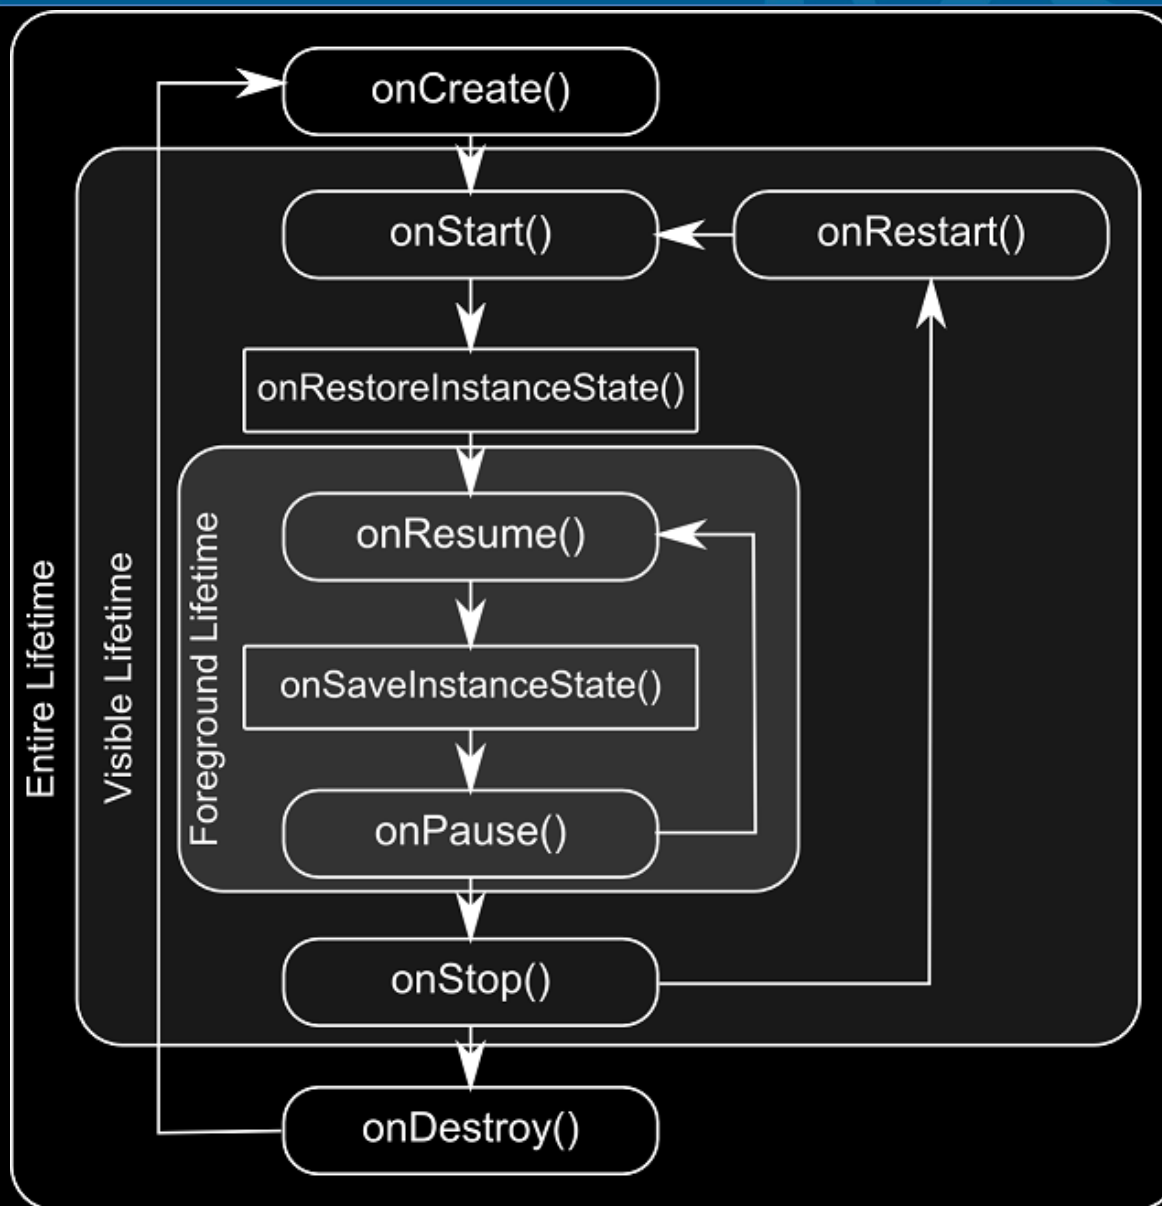 onCreate()
onStart()
onRestart()
onRestoreInstanceState()
onResume()
onSaveInstanceState()
onPause()
onStop()
onDestroy()
Entire Lifetime
Visible Lifetime
Foreground Lifetime